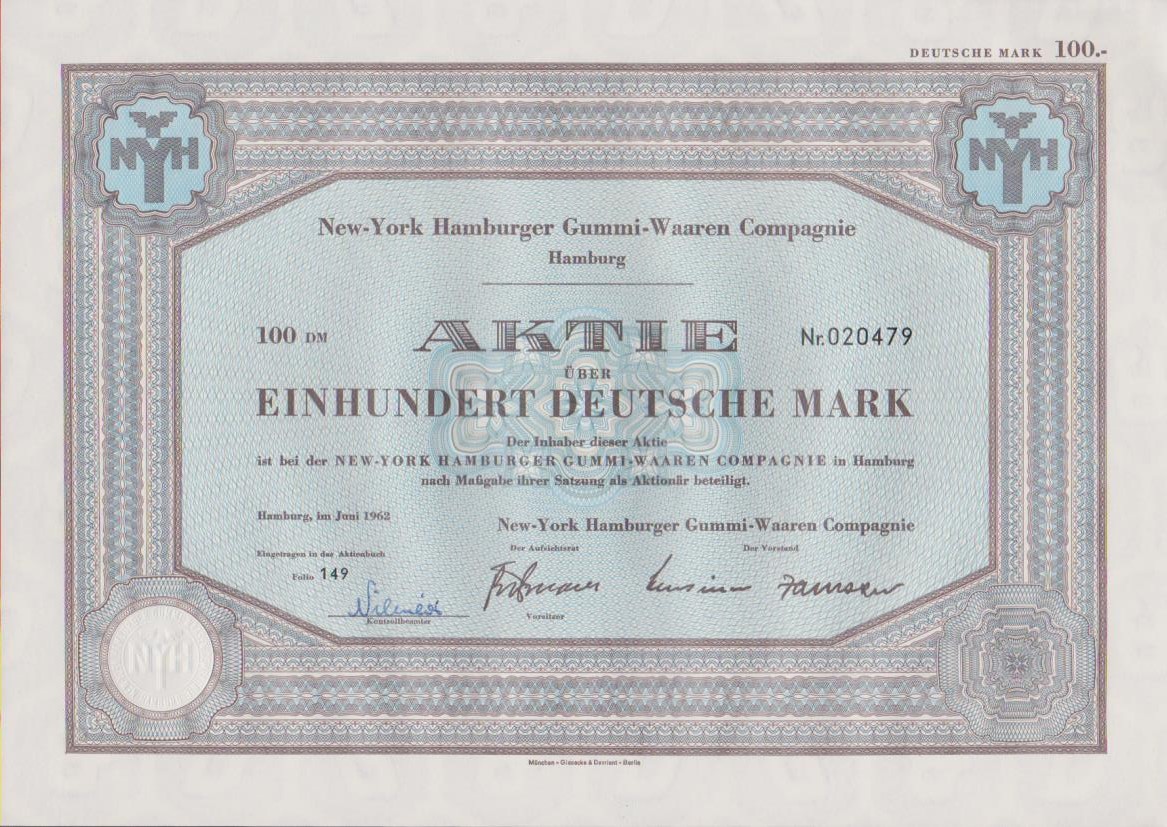 DEUTSCHE MARK 100.-
NYH NYH
New-York Hamburger Gummi-Waaren Compagnie
Hamburg
100 DM AKTIE Nr. 020479
ÜBER
EINHUNDERT DEUTSCHE MARK
Der Inhaber dieser Aktie
ist bei der NEW-YORK HAMBURGER GUMMI-WAAREN COMPAGNIE in Hamburg
nach Maßgabe ihrer Satzung als Aktionär beteiligt.
Hamburg, im Juni 1962
New-York Hamburger Gummi-Waaren Compagnie
Eingetragen in das Aktienbuch
Der Aufsichtsrat Der Vorstand
Folio 149
Kontrollbeamter
Vorsitzer
NYH
München · Giesecke & Devrient · Berlin